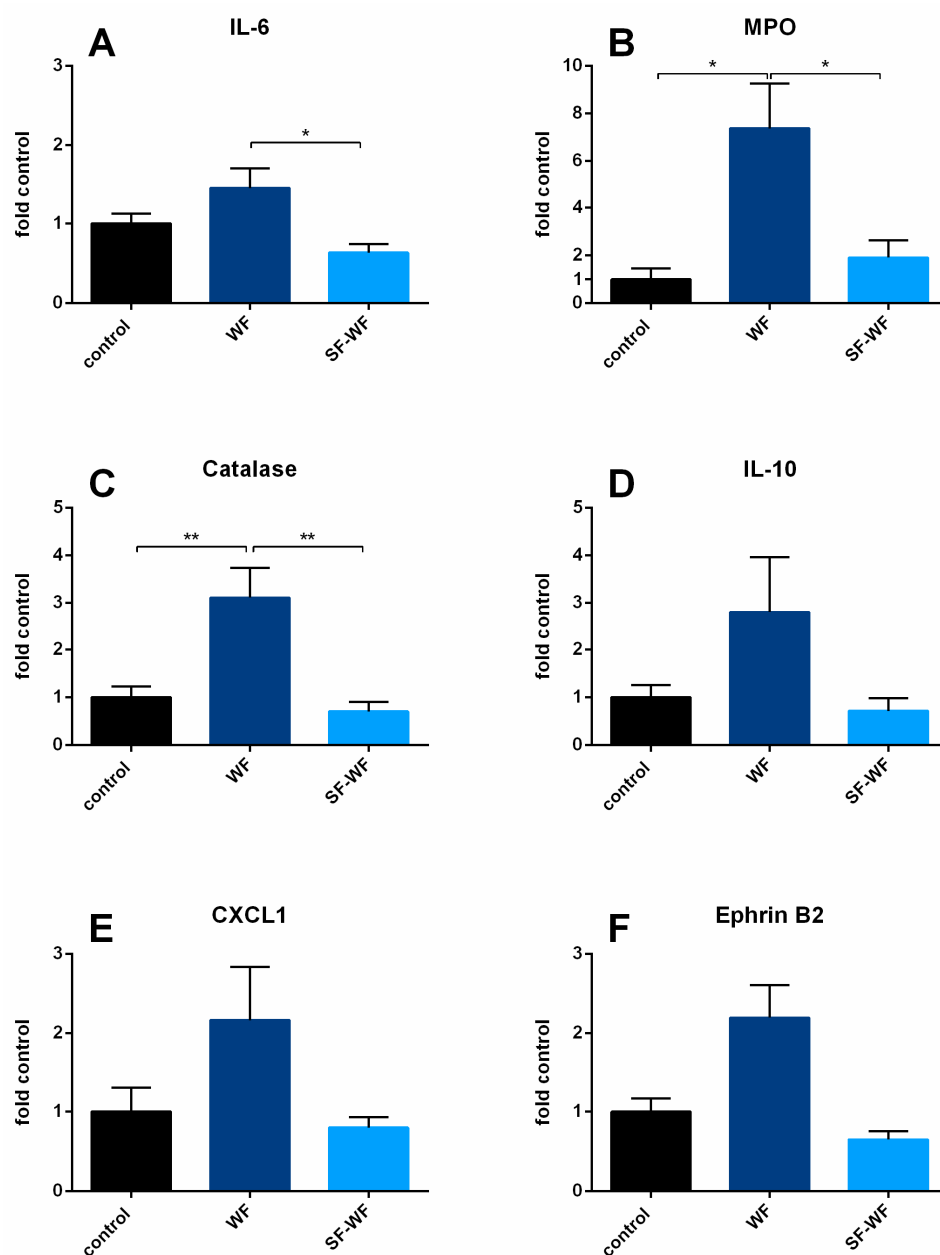 A
IL-6
fold control
3
2
1
0
*
control
WF
SF-WF
B
MPO
fold control
10
8
6
4
2
1
0
*
*
control
WF
SF-WF
C
Catalase
fold control
5
4
3
2
1
0
**
**
control
WF
SF-WF
D
IL-10
fold control
5
4
3
2
1
0
control
WF
SF-WF
E
CXCL1
fold control
3
2
1
0
control
WF
SF-WF
F
Ephrin B2
fold control
3
2
1
0
control
WF
SF-WF